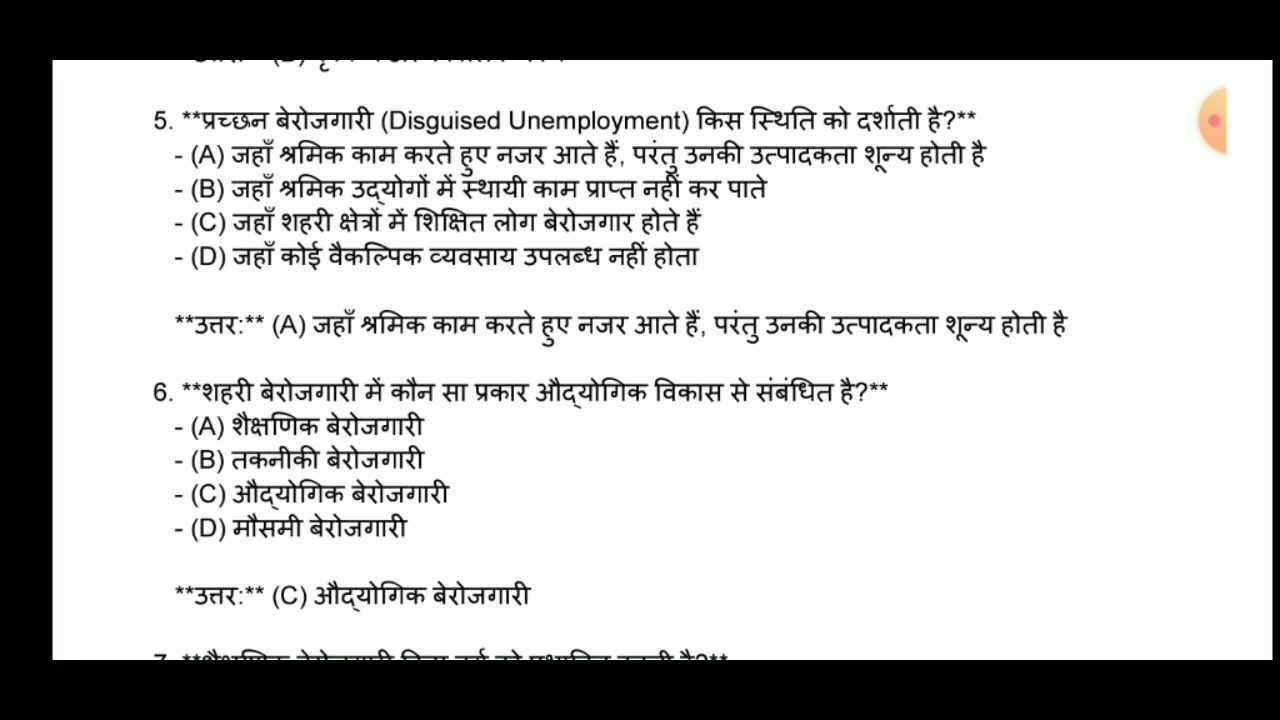 5. **प्रच्छन बेरोजगारी (Disguised Unemployment) किस स्थिति को दर्शाती है?**
- (A) जहाँ श्रमिक काम करते हुए नजर आते हैं, परंतु उनकी उत्पादकता शून्य होती है
- (B) जहाँ श्रमिक उद्योगों में स्थायी काम प्राप्त नहीं कर पाते
- (C) जहाँ शहरी क्षेत्रों में शिक्षित लोग बेरोजगार होते हैं
- (D) जहाँ कोई वैकल्पिक व्यवसाय उपलब्ध नहीं होता
**उत्तर:** (A) जहाँ श्रमिक काम करते हुए नजर आते हैं, परंतु उनकी उत्पादकता शून्य होती है
6. **शहरी बेरोजगारी में कौन सा प्रकार औद्योगिक विकास से संबंधित है?**
- (A) शैक्षणिक बेरोजगारी
- (B) तकनीकी बेरोजगारी
- (C) औद्योगिक बेरोजगारी
- (D) मौसमी बेरोजगारी
**उत्तर:** (C) औद्योगिक बेरोजगारी